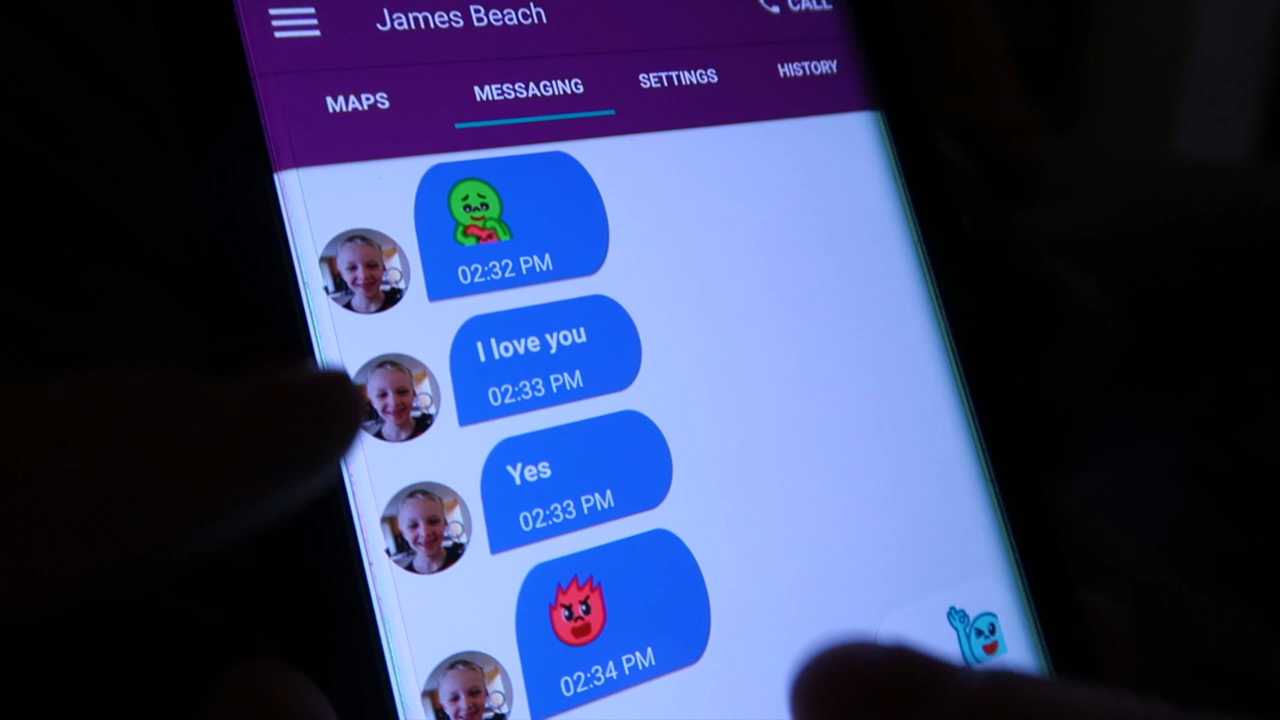 James Beach
CALL
MAPS
MESSAGING
SETTINGS
HISTORY
02:32 PM
I love you
02:33 PM
Yes
02:33 PM
02:34 PM